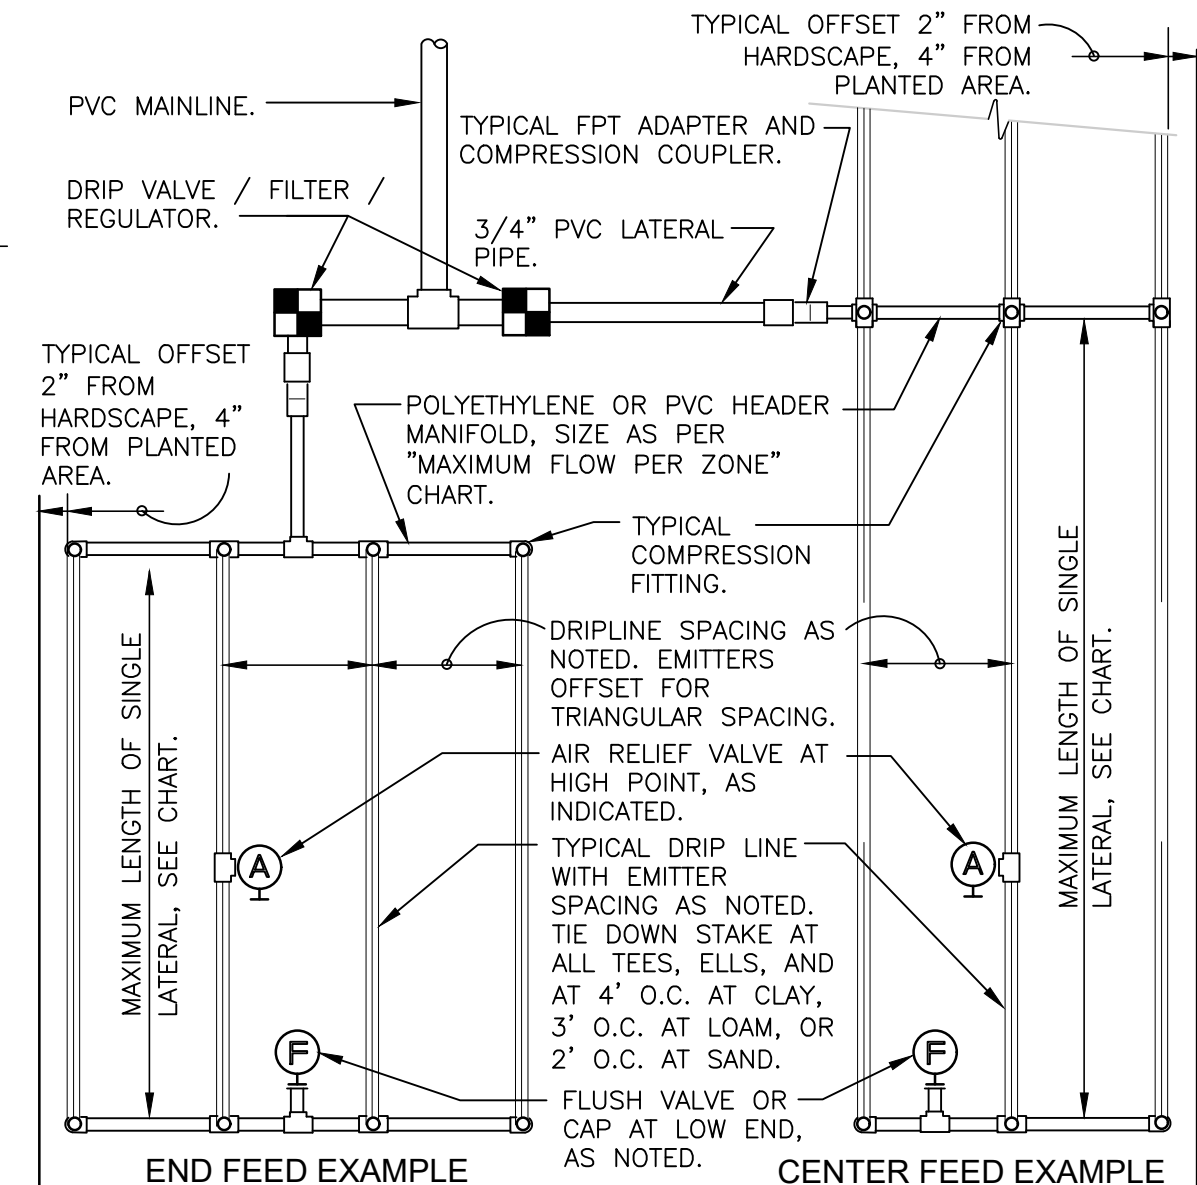 TYPICAL OFFSET 2" FROM
HARDSCAPE, 4" FROM
PLANTED AREA.
PVC MAINLINE.
TYPICAL FPT ADAPTER AND
COMPRESSION COUPLER.
DRIP VALVE / FILTER /
REGULATOR.
3/4" PVC LATERAL
PIPE.
TYPICAL OFFSET
2" FROM
HARDSCAPE, 4"
FROM PLANTED
AREA.
POLYETHYLENE OR PVC HEADER
MANIFOLD, SIZE AS PER
"MAXIMUM FLOW PER ZONE"
CHART.
TYPICAL
COMPRESSION
FITTING.
MAXIMUM LENGTH OF SINGLE
LATERAL, SEE CHART.
DRIPLINE SPACING AS
NOTED. EMITTERS
OFFSET FOR
TRIANGULAR SPACING.
MAXIMUM LENGTH OF SINGLE
LATERAL, SEE CHART.
AIR RELIEF VALVE AT
HIGH POINT, AS
INDICATED.
A
A
TYPICAL DRIP LINE
WITH EMITTER
SPACING AS NOTED.
TIE DOWN STAKE AT
ALL TEES, ELLS, AND
AT 4' O.C. AT CLAY,
3' O.C. AT LOAM, OR
2' O.C. AT SAND.
F
F
FLUSH VALVE OR
CAP AT LOW END,
AS NOTED.
END FEED EXAMPLE
CENTER FEED EXAMPLE